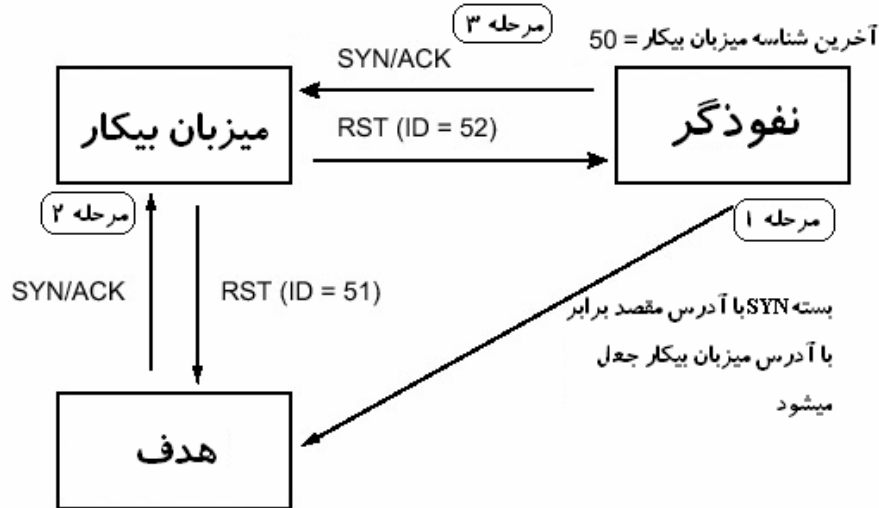 مرحله ۳
آخرین شناسه میزبان بیکار = 50
SYN/ACK
میزبان بیکار
نفوذگر
RST (ID = 52)
مرحله ۲
مرحله ۱
SYN/ACK
RST (ID = 51)
بسته SYN با آدرس مقصد برابر
با آدرس میزبان بیکار جعل
میشود
هدف